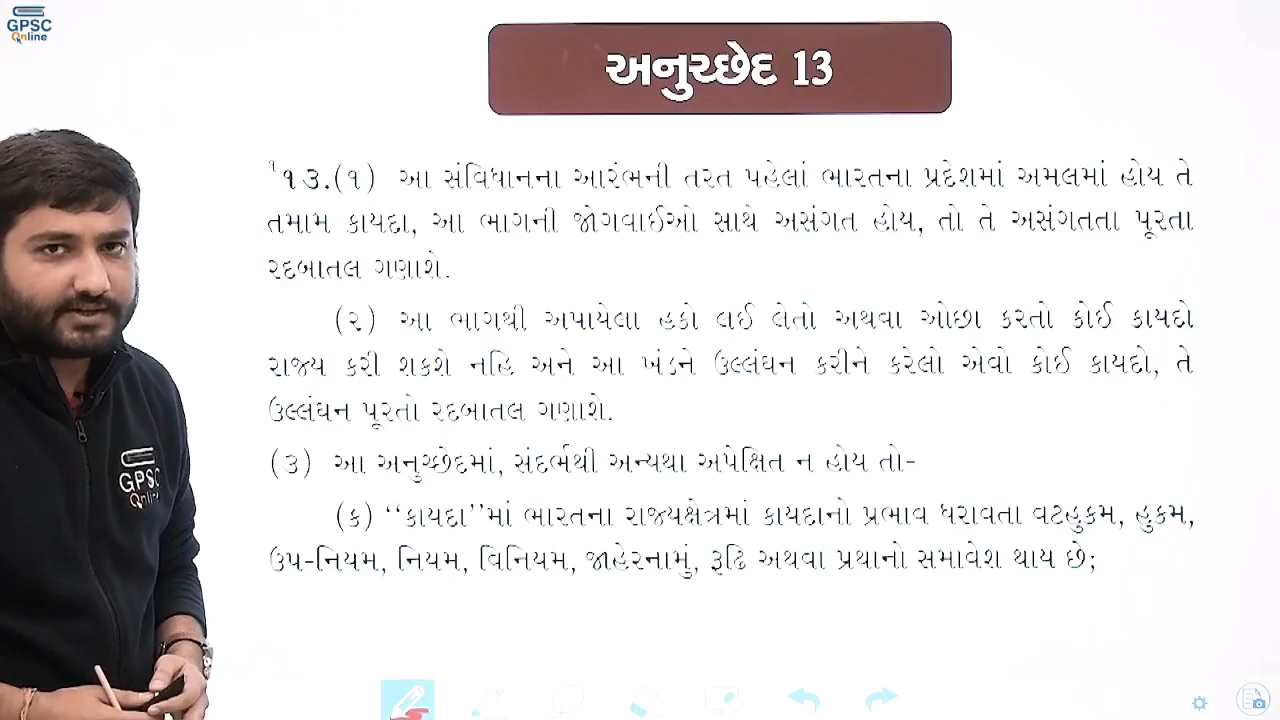 GPSC
Online
અનુચ્છેદ 13
¹૧૩.(૧) આ સંવિધાનના આરંભની તરત પહેલાં ભારતના પ્રદેશમાં અમલમાં હોય તે
તમામ કાયદા, આ ભાગની જોગવાઈઓ સાથે અસંગત હોય, તો તે અસંગતતા પૂરતા
રદબાતલ ગણાશે.
(૨) આ ભાગથી અપાયેલા હકો લઈ લેતો અથવા ઓછા કરતો કોઈ કાયદો
રાજ્ય કરી શકશે નહિ અને આ ખંડને ઉલ્લંઘન કરીને કરેલો એવો કોઈ કાયદો, તે
ઉલ્લંઘન પૂરતો રદબાતલ ગણાશે.
(૩) આ અનુચ્છેદમાં, સંદર્ભથી અન્યથા અપેક્ષિત ન હોય તો-
(ક) ‘‘કાયદા’’માં ભારતના રાજ્યક્ષેત્રમાં કાયદાનો પ્રભાવ ધરાવતા વટહુકમ, હુકમ,
ઉપ-નિયમ, નિયમ, વિનિયમ, જાહેરનામું, રૂઢિ અથવા પ્રથાનો સમાવેશ થાય છે;
GPSC
Online